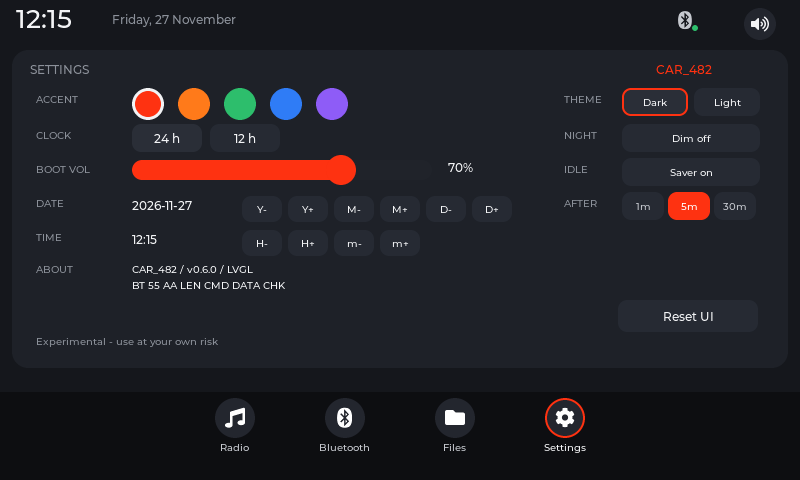 12:15 Friday, 27 November
SETTINGS CAR_482
ACCENT THEME Dark Light
CLOCK 24 h 12 h NIGHT Dim off
BOOT VOL 70% IDLE Saver on
DATE 2026-11-27 Y- Y+ M- M+ D- D+ AFTER 1m 5m 30m
TIME 12:15 H- H+ m- m+
ABOUT CAR_482 / v0.6.0 / LVGL
BT 55 AA LEN CMD DATA CHK
Reset UI
Experimental - use at your own risk
Radio Bluetooth Files Settings